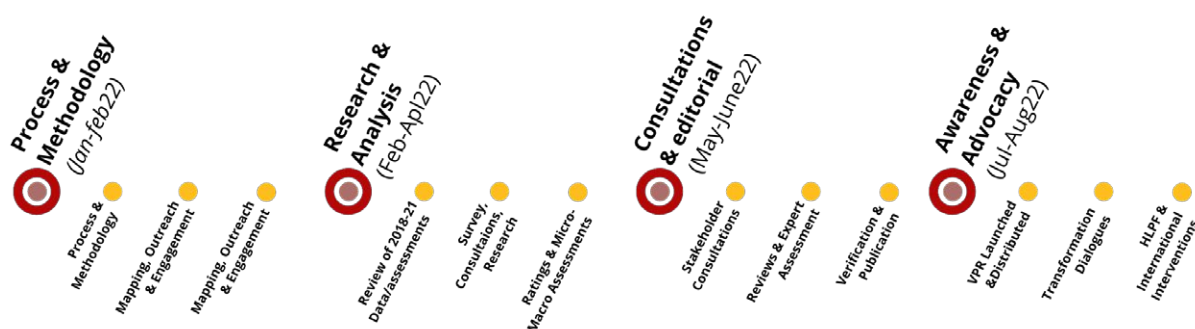 Process &
Methodology
(Jan-feb22)
Process &
Methodology
Mapping, Outreach
& Engagement
Mapping, Outreach
& Engagement
Research &
Analysis
(Feb-Apl22)
Review of 2018-21
Data/assessments
Survey,
Consultaions,
Research
Ratings & Micro-
Macro Assessments
Consultations
& editorial
(May-June22)
Stakeholder
Consultations
Reviews & Expert
Assessment
Verification &
Publication
Awareness &
Advocacy
(Jul-Aug22)
VPR Launched
&Distributed
Transformation
Dialogues
HLPF &
International
Interventions